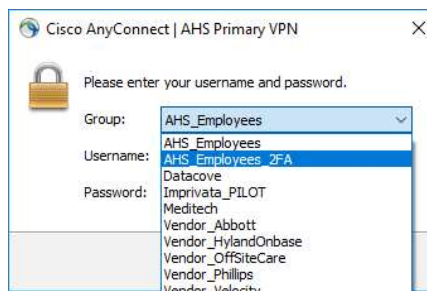 Cisco AnyConnect | AHS Primary VPN
Please enter your username and password.
Group: AHS_Employees
AHS_Employees
Username: AHS_Employees_2FA
Datacove
Password: Imprivata_PILOT
Meditech
Vendor_Abbott
Vendor_HylandOnbase
Vendor_OffSiteCare
Vendor_Phillips
Vendor_Velocity